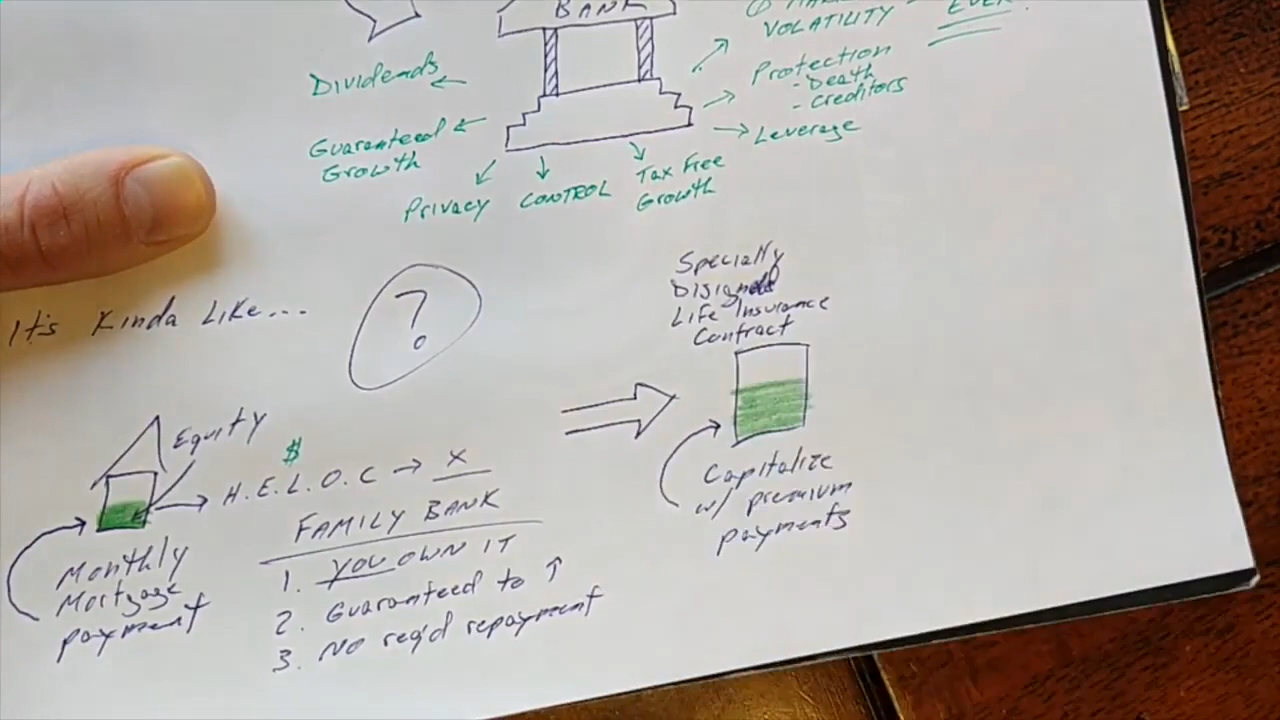 BANK
VOLATILITY
EVER!
Dividends
Protection
- Death
- Creditors
Guaranteed
Growth
Leverage
Privacy
CONTROL
Tax Free
Growth
It's Kinda Like...
?
Specially
Disigned
Life Insurance
Contract
Equity
$
H.E.L.O.C → X
FAMILY BANK
1. YOU OWN IT
2. Guaranteed to ↑
3. No req'd repayment
Monthly
Mortgage
payment
Capitalize
w/ premium
payments